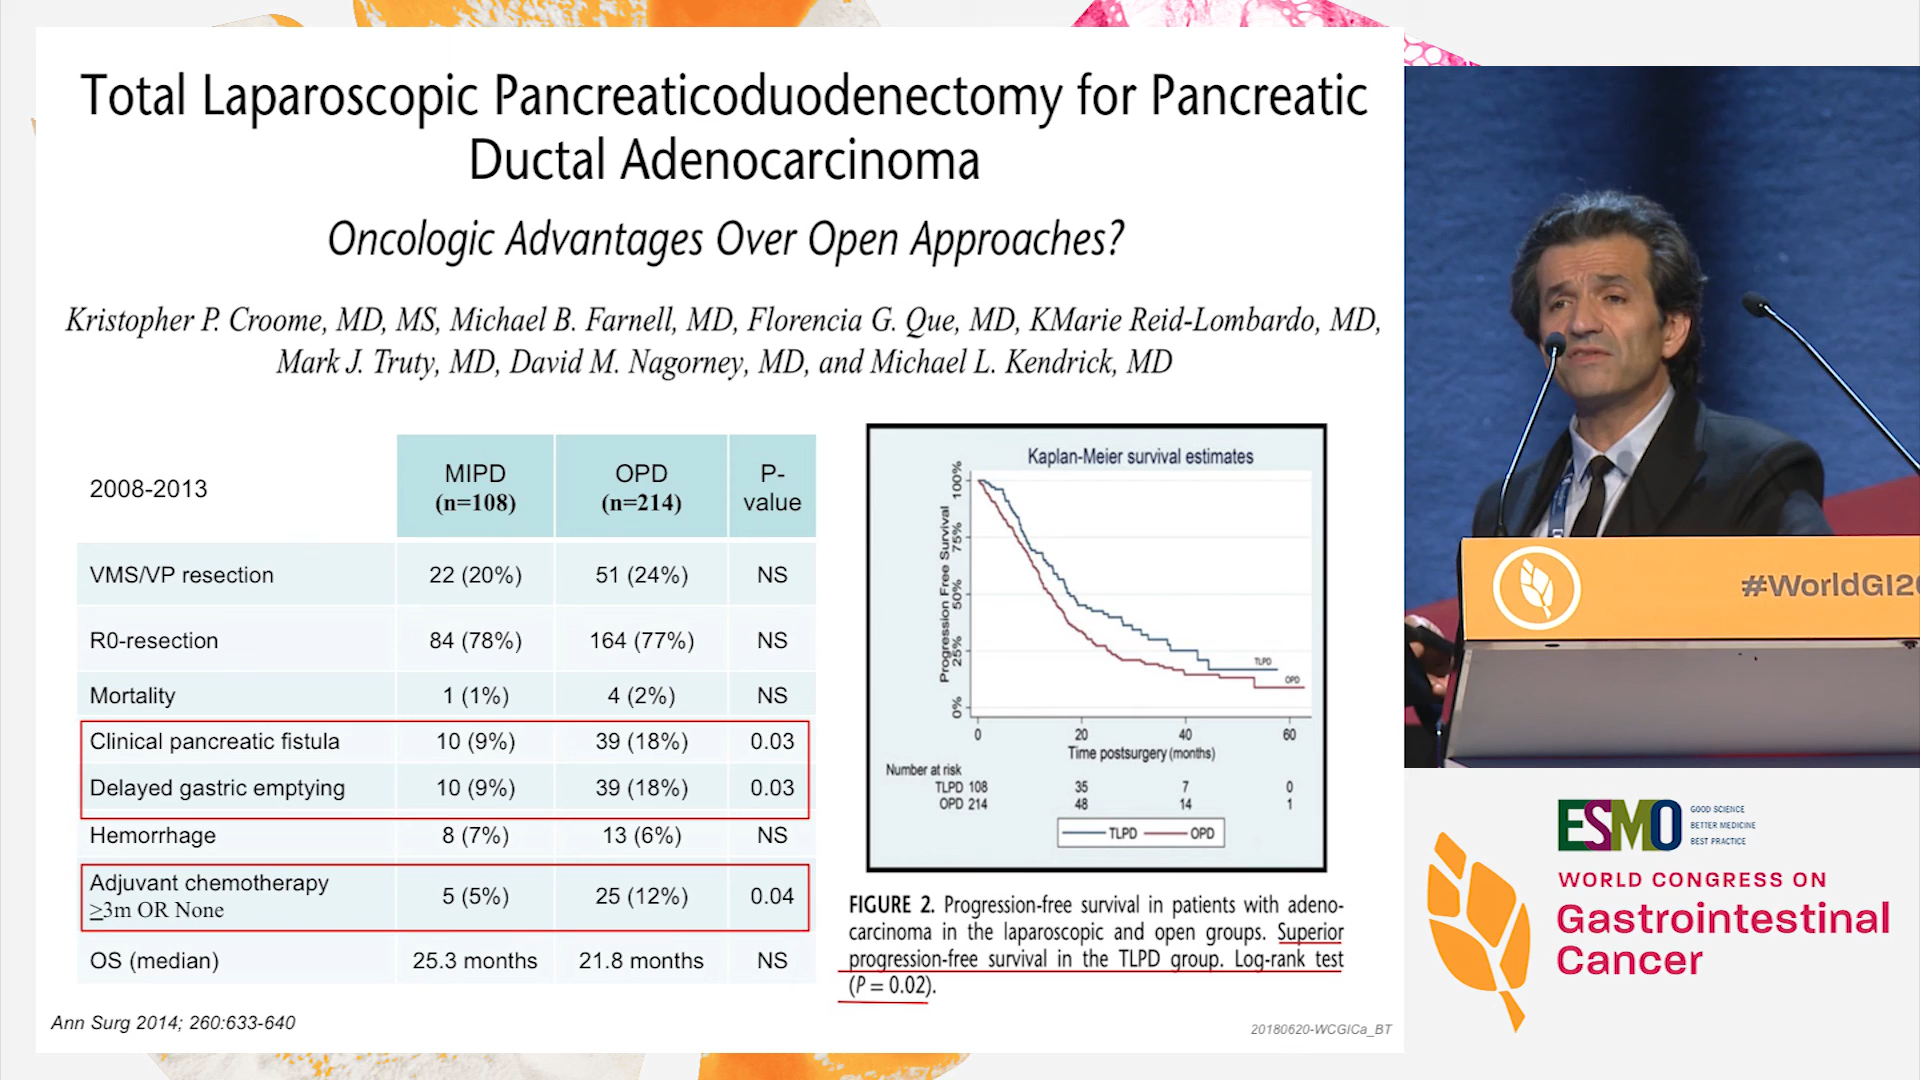 Total Laparoscopic Pancreaticoduodenectomy for Pancreatic
Ductal Adenocarcinoma
Oncologic Advantages Over Open Approaches?
Kristopher P. Croome, MD, MS, Michael B. Farnell, MD, Florencia G. Que, MD, KMarie Reid-Lombardo, MD,
Mark J. Truty, MD, David M. Nagorney, MD, and Michael L. Kendrick, MD
2008-2013 MIPD (n=108) OPD (n=214) P-value
VMS/VP resection 22 (20%) 51 (24%) NS
R0-resection 84 (78%) 164 (77%) NS
Mortality 1 (1%) 4 (2%) NS
Clinical pancreatic fistula 10 (9%) 39 (18%) 0.03
Delayed gastric emptying 10 (9%) 39 (18%) 0.03
Hemorrhage 8 (7%) 13 (6%) NS
Adjuvant chemotherapy
≥3m OR None 5 (5%) 25 (12%) 0.04
OS (median) 25.3 months 21.8 months NS
Kaplan-Meier survival estimates
Progression Free Survival
100%
75%
50%
25%
0%
TLPD
OPD
0 20 40 60
Time postsurgery (months)
Number at risk
TLPD 108 35 7 0
OPD 214 48 14 1
TLPD OPD
FIGURE 2. Progression-free survival in patients with adeno-
carcinoma in the laparoscopic and open groups. Superior
progression-free survival in the TLPD group. Log-rank test
(P = 0.02).
Ann Surg 2014; 260:633-640
20180620-WCGICa_BT
#WorldGI20
ESMO
GOOD SCIENCE
BETTER MEDICINE
BEST PRACTICE
WORLD CONGRESS ON
Gastrointestinal
Cancer